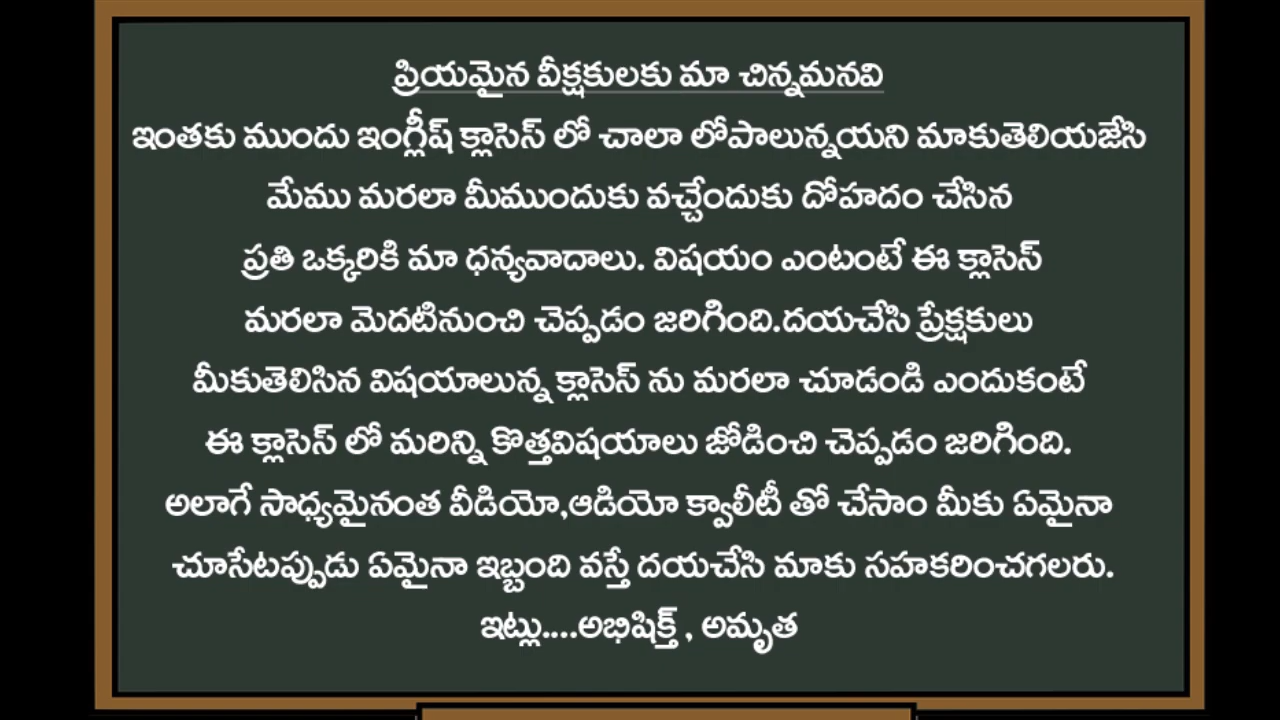 ప్రియమైన వీక్షకులకు మా చిన్నమనవి
ఇంతకు ముందు ఇంగ్లీష్ క్లాసెస్ లో చాలా లోపాలున్నయని మాకుతెలియజేసి
మేము మరలా మీముందుకు వచ్చేందుకు దోహదం చేసిన
ప్రతి ఒక్కరికి మా ధన్యవాదాలు. విషయం ఎంటంటే ఈ క్లాసెస్
మరలా మెదటినుంచి చెప్పడం జరిగింది.దయచేసి ప్రేక్షకులు
మీకుతెలిసిన విషయాలున్న క్లాసెస్ ను మరలా చూడండి ఎందుకంటే
ఈ క్లాసెస్ లో మరిన్ని కొత్తవిషయాలు జోడించి చెప్పడం జరిగింది.
అలాగే సాధ్యమైనంత వీడియో,ఆడియో క్వాలీటీ తో చేసాం మీకు ఏమైనా
చూసేటప్పుడు ఏమైనా ఇబ్బంది వస్తే దయచేసి మాకు సహకరించగలరు.
ఇట్లు....అభిషిక్త్ , అమృత